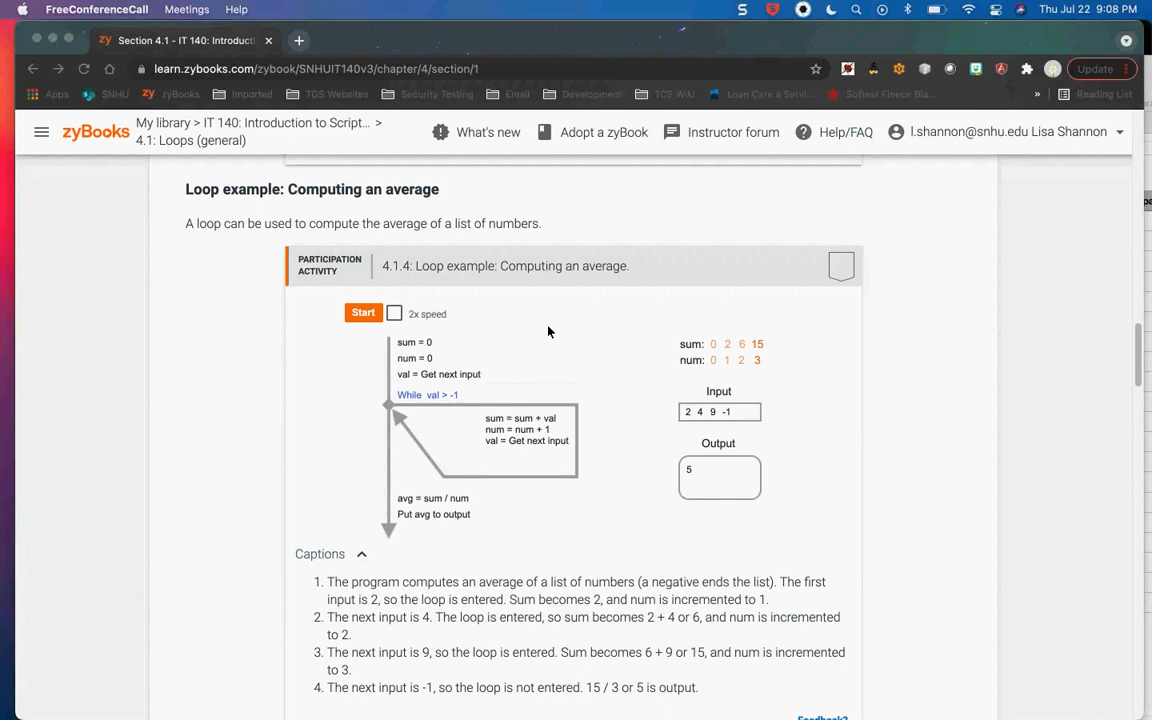 FreeConferenceCall Meetings Help Thu Jul 22 9:08 PM
Section 4.1 - IT 140: Introducti
learn.zybooks.com/zybook/SNHUIT140v3/chapter/4/section/1 Update
Apps SNHU zyBooks Imported TGS Websites Security Testing Email Development TCS Wiki Loan Care a Servi... Softest Fleece Bla... » Reading List
zyBooks My library > IT 140: Introduction to Script... > What's new Adopt a zyBook Instructor forum Help/FAQ l.shannon@snhu.edu Lisa Shannon
4.1: Loops (general)
Loop example: Computing an average
A loop can be used to compute the average of a list of numbers.
PARTICIPATION ACTIVITY 4.1.4: Loop example: Computing an average.
Start 2x speed
sum = 0
num = 0
val = Get next input
While val > -1
sum = sum + val
num = num + 1
val = Get next input
avg = sum / num
Put avg to output
sum: 0 2 6 15
num: 0 1 2 3
Input
2 4 9 -1
Output
5
Captions
1. The program computes an average of a list of numbers (a negative ends the list). The first
input is 2, so the loop is entered. Sum becomes 2, and num is incremented to 1.
2. The next input is 4. The loop is entered, so sum becomes 2 + 4 or 6, and num is incremented
to 2.
3. The next input is 9, so the loop is entered. Sum becomes 6 + 9 or 15, and num is incremented
to 3.
4. The next input is -1, so the loop is not entered. 15 / 3 or 5 is output.
Feedback?